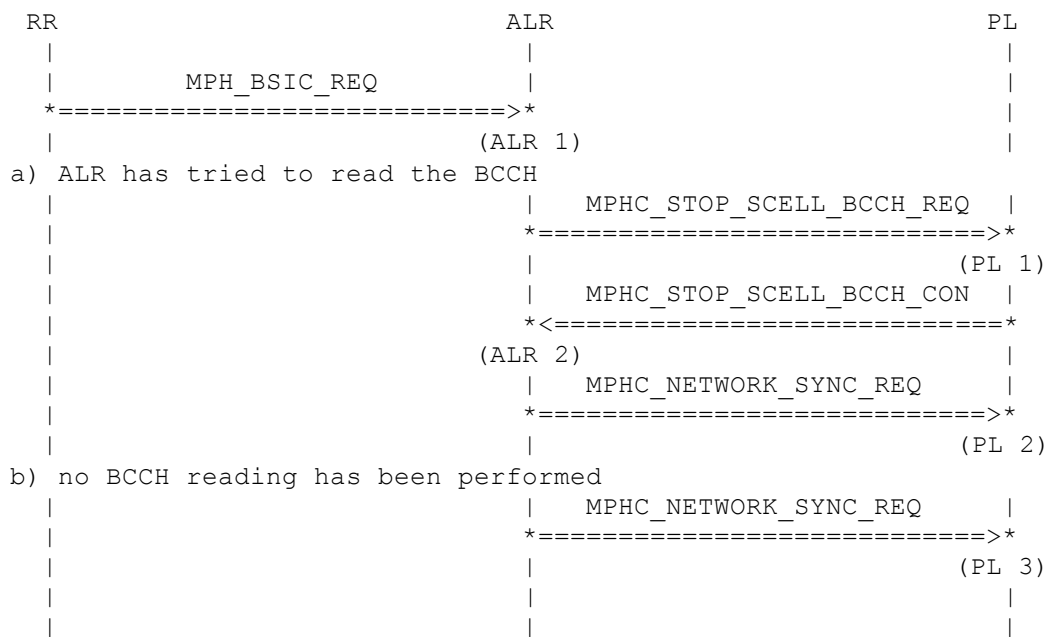 RR ALR PL
MPH_BSIC_REQ
*============================>*
(ALR 1)
a) ALR has tried to read the BCCH
MPHC_STOP_SCELL_BCCH_REQ
*============================>*
(PL 1)
MPHC_STOP_SCELL_BCCH_CON
*<============================*
(ALR 2)
MPHC_NETWORK_SYNC_REQ
*============================>*
(PL 2)
b) no BCCH reading has been performed
MPHC_NETWORK_SYNC_REQ
*============================>*
(PL 3)